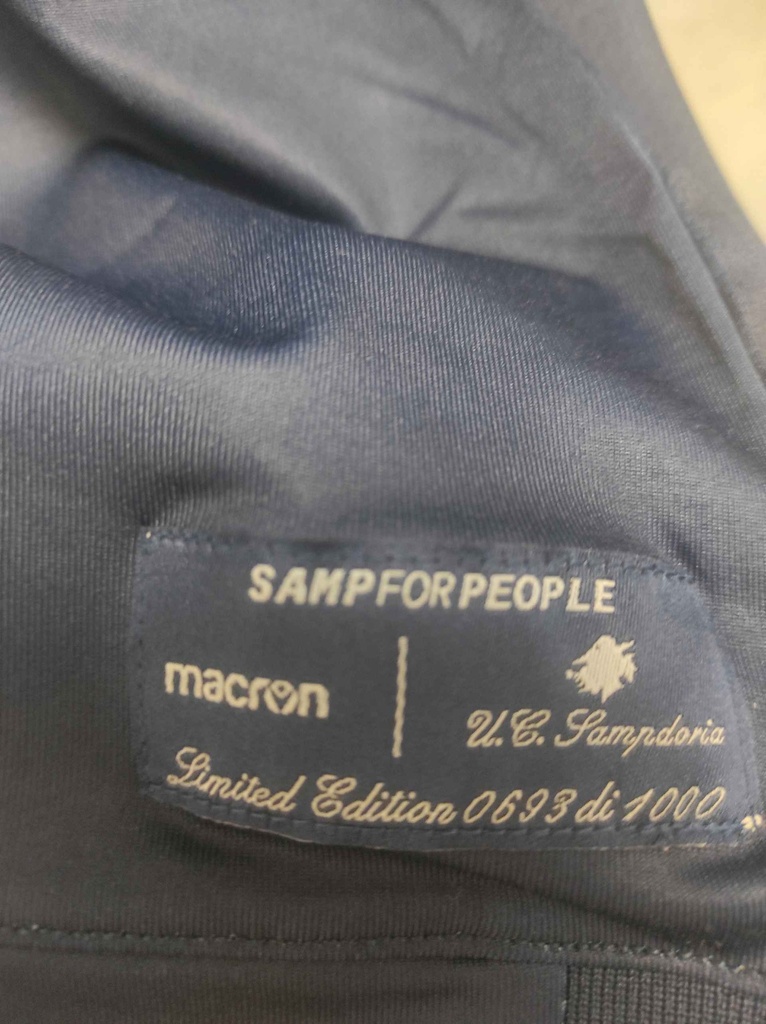 SAMPFORPEOPLE
macron
U.C. Sampdoria
Limited Edition 0693 di 1000